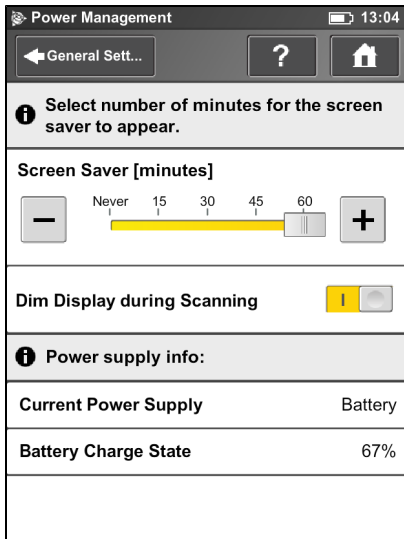 Power Management 13:04
General Sett... ?
Select number of minutes for the screen
saver to appear.
Screen Saver [minutes]
Never 15 30 45 60
− +
Dim Display during Scanning I
Power supply info:
Current Power Supply Battery
Battery Charge State 67%